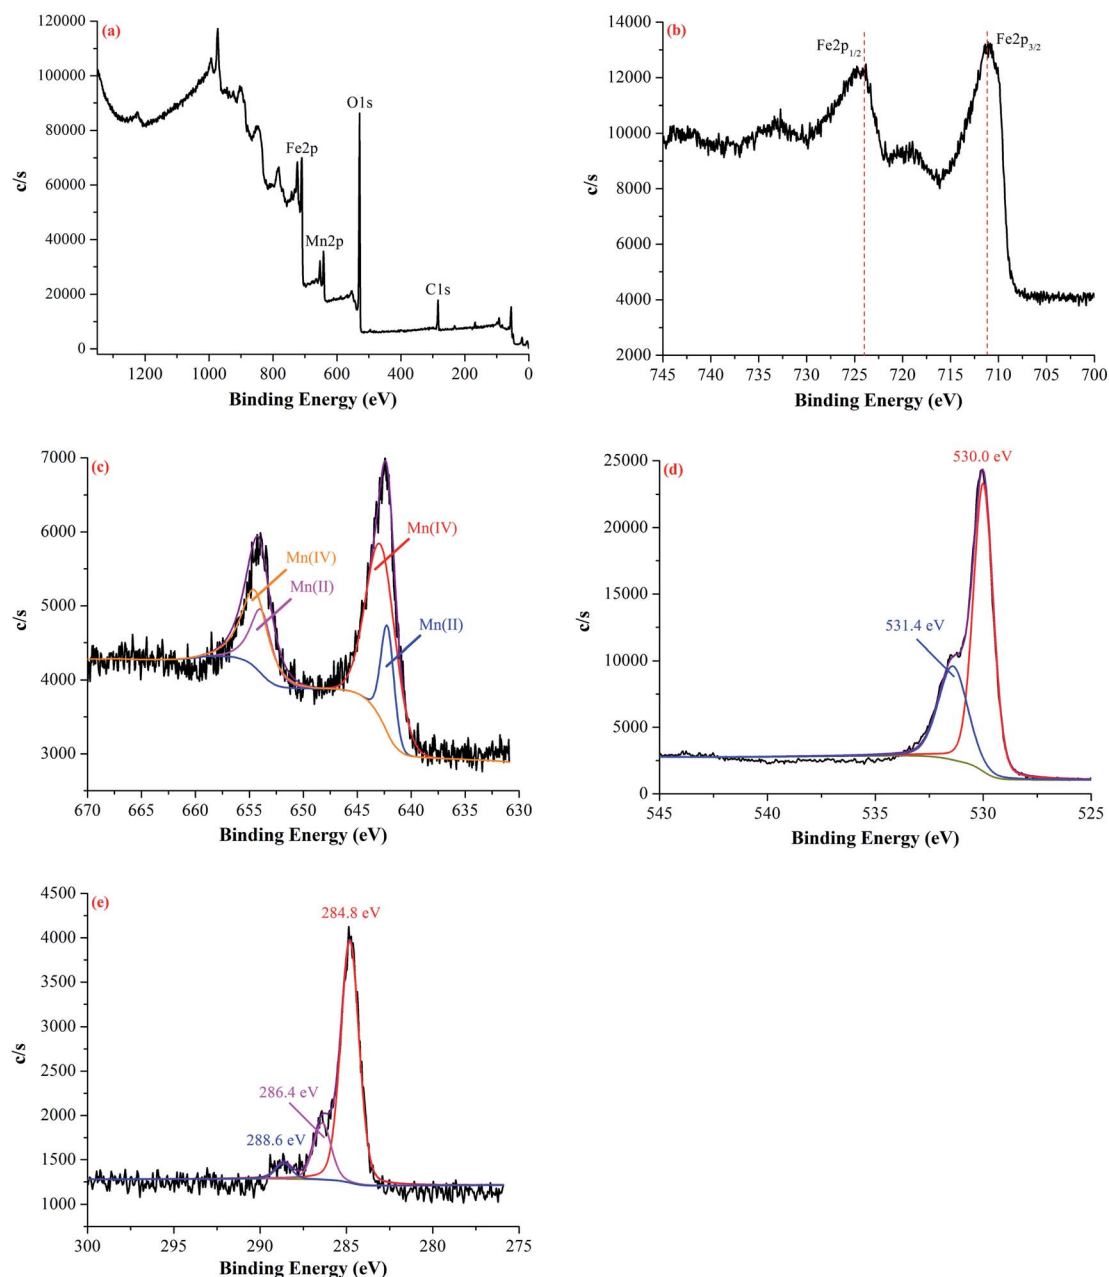 (a)
120000
100000
80000
60000
40000
20000
0
c/s
O1s
Fe2p
Mn2p
C1s
1200 1000 800 600 400 200 0
Binding Energy (eV)
(b)
14000
12000
10000
8000
6000
4000
2000
c/s
Fe2p1/2
Fe2p3/2
745 740 735 730 725 720 715 710 705 700
Binding Energy (eV)
(c)
7000
6000
5000
4000
3000
c/s
Mn(IV)
Mn(IV)
Mn(II)
Mn(II)
670 665 660 655 650 645 640 635 630
Binding Energy (eV)
(d)
530.0 eV
25000
20000
15000
10000
5000
0
c/s
531.4 eV
545 540 535 530 525
Binding Energy (eV)
(e)
4500
4000
3500
3000
2500
2000
1500
1000
c/s
284.8 eV
286.4 eV
288.6 eV
300 295 290 285 280 275
Binding Energy (eV)